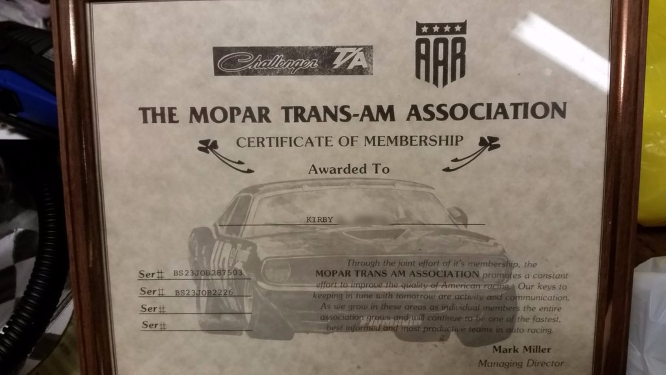 Challenger T/A
AAR
THE MOPAR TRANS-AM ASSOCIATION
CERTIFICATE OF MEMBERSHIP
Awarded To
KIRBY
Ser# BS23J0B287503
Ser# BS23J0B2226
Ser#
Ser#
Through the joint effort of it's membership, the
MOPAR TRANS AM ASSOCIATION promotes a constant
effort to improve the quality of American racing. Our keys to
keeping in tune with tomorrow are activity and communication.
As we grow in these areas as individual members the entire
association grows and will continue to be one of the fastest,
best informed and most productive teams in auto racing.
Mark Miller
Managing Director